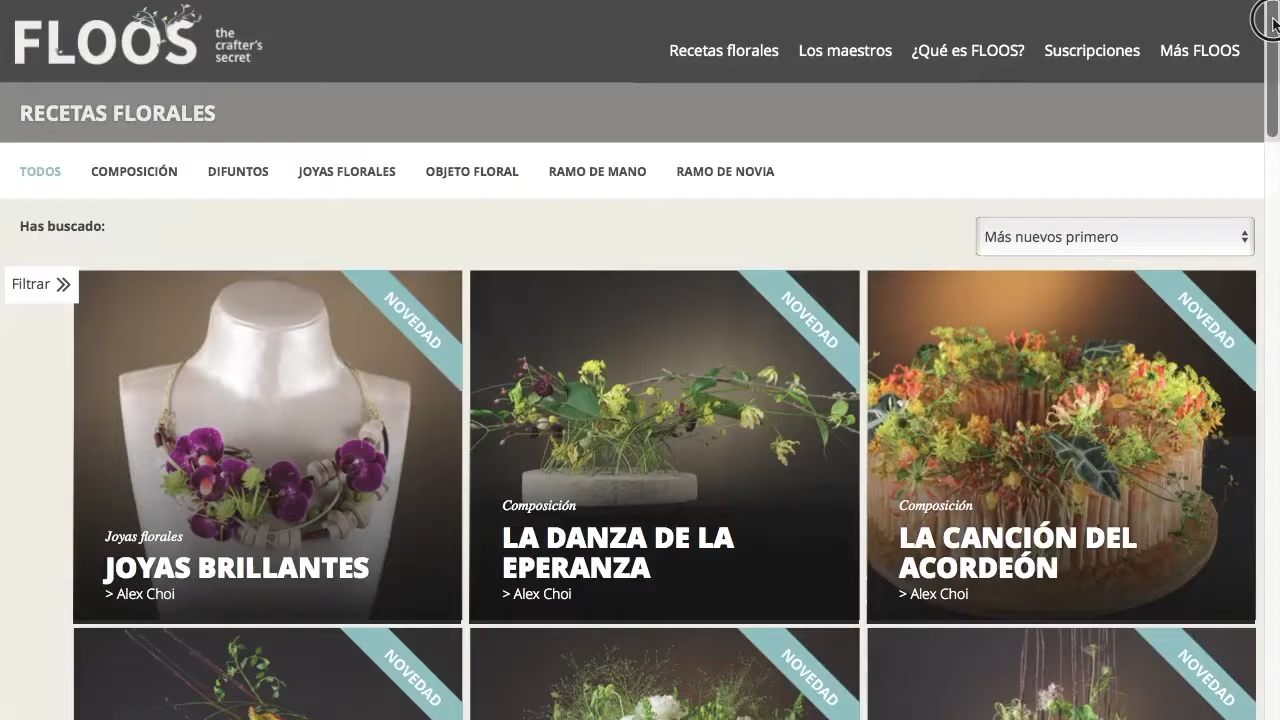 FLOOS
the
crafter's
secret
Recetas florales Los maestros ¿Qué es FLOOS? Suscripciones Más FLOOS
RECETAS FLORALES
TODOS COMPOSICIÓN DIFUNTOS JOYAS FLORALES OBJETO FLORAL RAMO DE MANO RAMO DE NOVIA
Has buscado:
Más nuevos primero
Filtrar
NOVEDAD
Joyas florales
JOYAS BRILLANTES
> Alex Choi
NOVEDAD
Composición
LA DANZA DE LA
EPERANZA
> Alex Choi
NOVEDAD
Composición
LA CANCIÓN DEL
ACORDEÓN
> Alex Choi
NOVEDAD
NOVEDAD
NOVEDAD